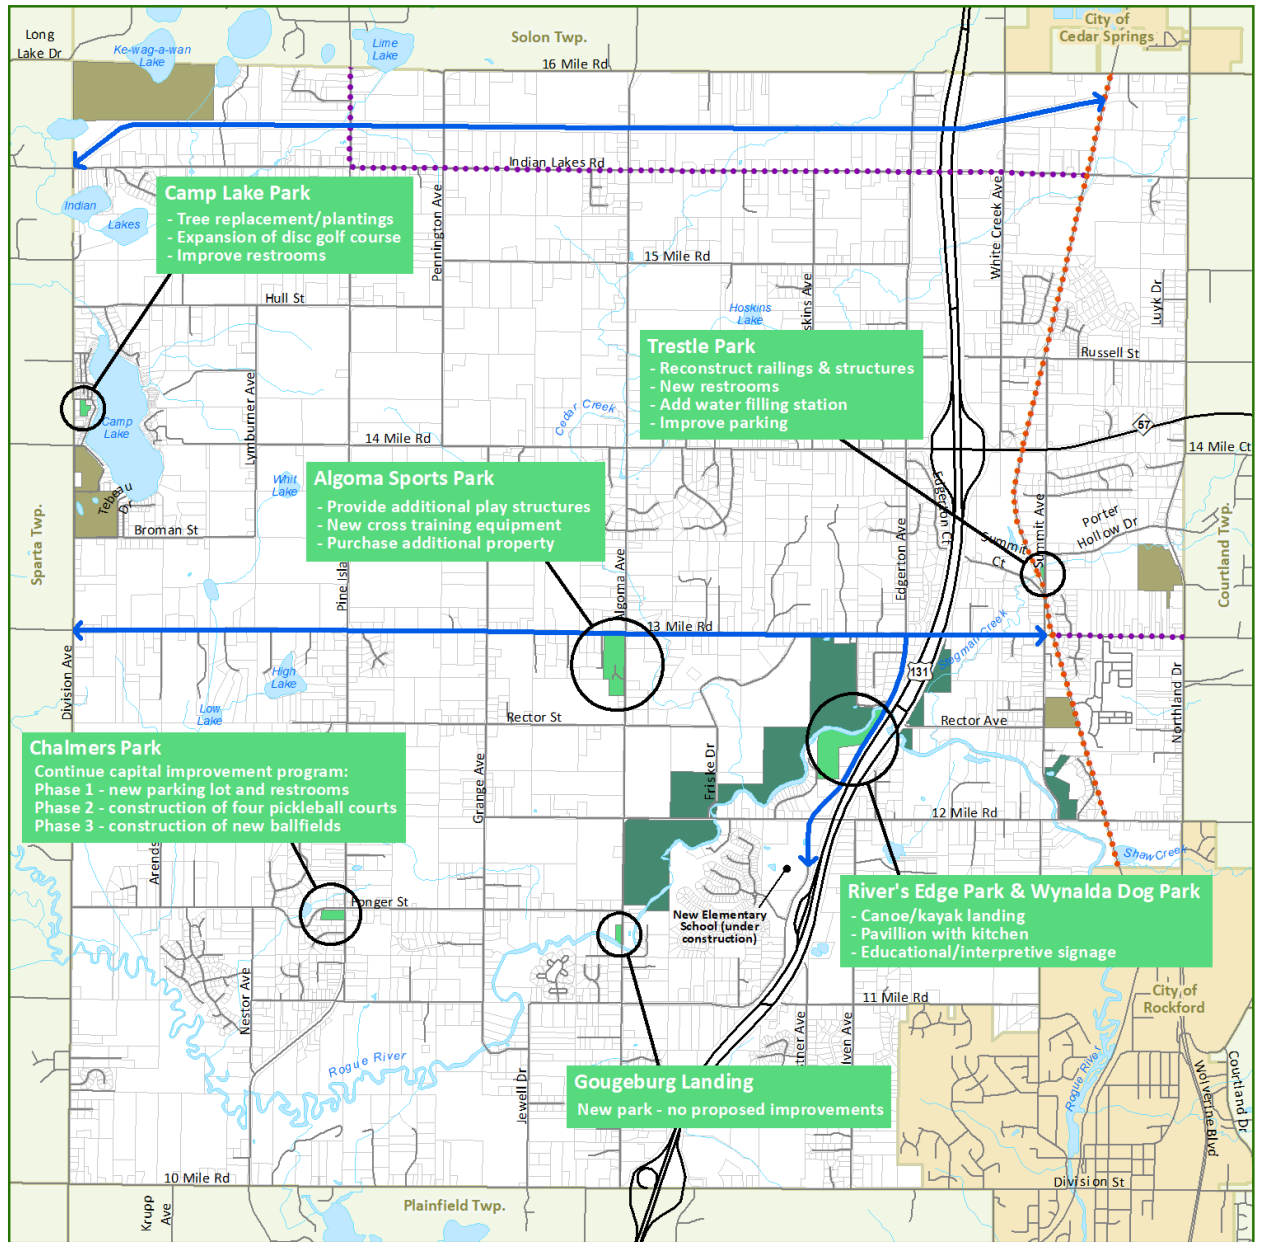 Long
Lake Dr
Ke-wag-a-wan
Lake
Lime
Lake
Solon Twp.
16 Mile Rd
City of
Cedar Springs
Indian Lakes Rd
Camp Lake Park
- Tree replacement/plantings
- Expansion of disc golf course
- Improve restrooms
Indian
Lakes
Pennington Ave
White Creek Ave
15 Mile Rd
Hull St
Hoskins
Lake
skins Ave
Luyk Dr
Trestle Park
- Reconstruct railings & structures
- New restrooms
- Add water filling station
- Improve parking
Russell St
Camp
Lake
Lymburner Ave
Cedar Creek
14 Mile Rd
57
14 Mile Ct
Algoma Sports Park
- Provide additional play structures
- New cross training equipment
- Purchase additional property
Whit
Lake
Tebeau
Dr
Broman St
Edgerton Ct
Edgerton Ave
Summit
Ct
Summit Ave
Porter
Hollow Dr
Sparta Twp.
Courtland Twp.
Pine Isla
Algoma Ave
13 Mile Rd
Stegman Creek
131
Division Ave
High
Lake
Low
Lake
Rector St
Rector Ave
Northland Dr
Chalmers Park
Continue capital improvement program:
Phase 1 - new parking lot and restrooms
Phase 2 - construction of four pickleball courts
Phase 3 - construction of new ballfields
Grange Ave
Friske Dr
12 Mile Rd
Arends
Shaw Creek
Fonger St
New Elementary
School (under
construction)
River's Edge Park & Wynalda Dog Park
- Canoe/kayak landing
- Pavillion with kitchen
- Educational/interpretive signage
Nestor Ave
11 Mile Rd
City of
Rockford
Rogue River
Jewell Dr
tner Ave
lven Ave
Rogue River
Wolverine Blvd
Courtland Dr
Gougeburg Landing
New park - no proposed improvements
10 Mile Rd
Division St
Krupp
Ave
Plainfield Twp.